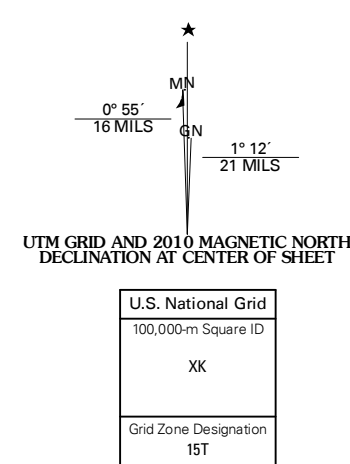 MN
0° 55´
16 MILS
GN
1° 12´
21 MILS
UTM GRID AND 2010 MAGNETIC NORTH
DECLINATION AT CENTER OF SHEET
U.S. National Grid
100,000-m Square ID
XK
Grid Zone Designation
15T